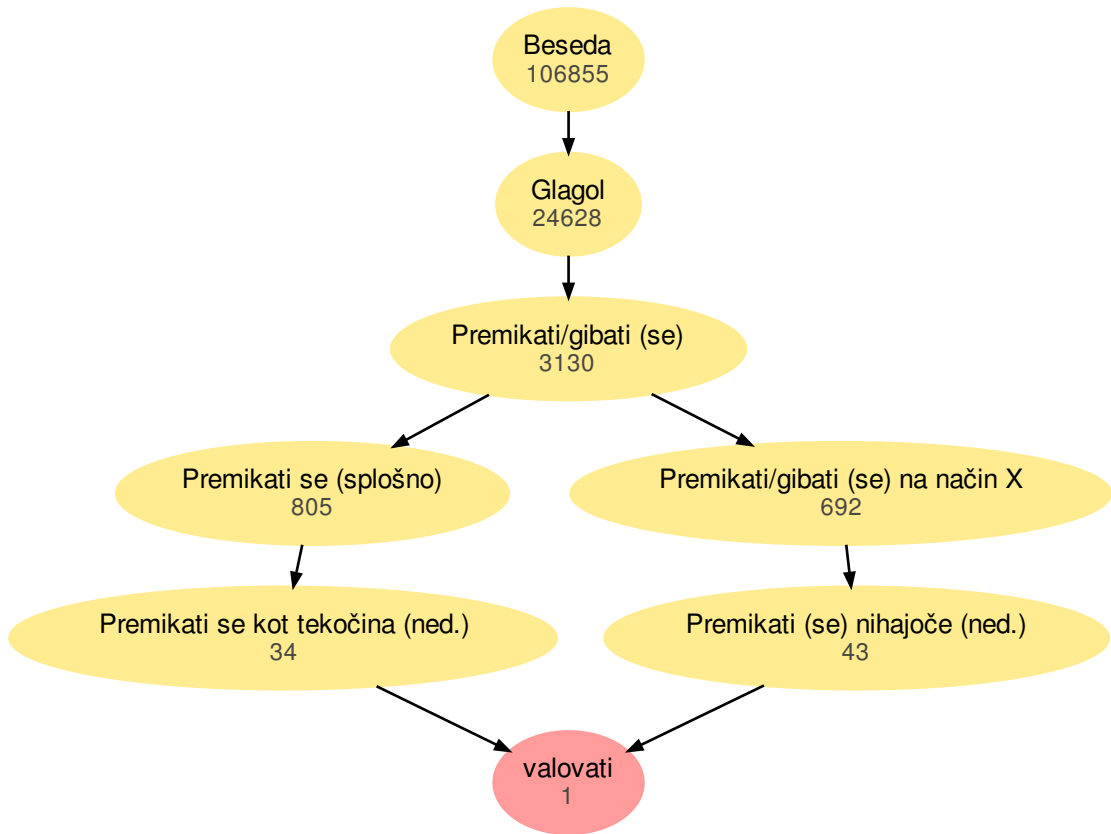 Beseda
106855
Glagol
24628
Premikati/gibati (se)
3130
Premikati se (splošno)
805
Premikati/gibati (se) na način X
692
Premikati se kot tekočina (ned.)
34
Premikati (se) nihajoče (ned.)
43
valovati
1